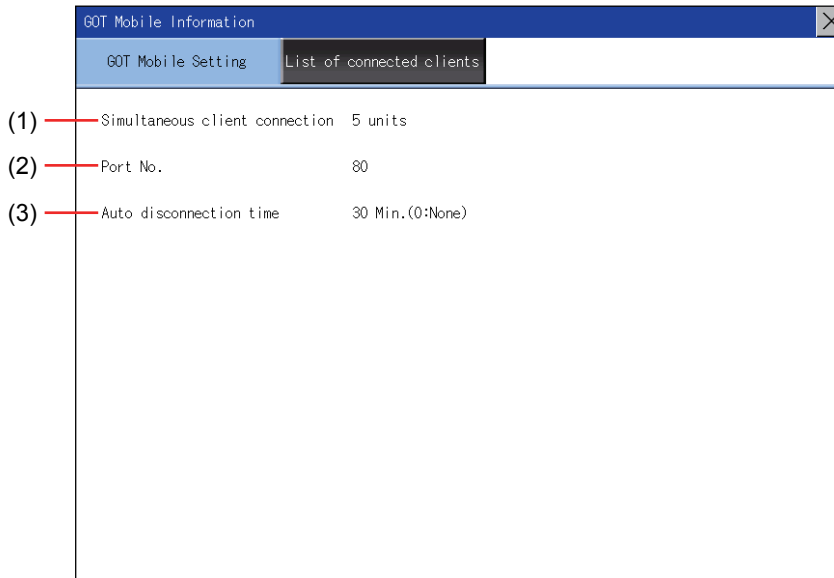 GOT Mobile Information
GOT Mobile Setting List of connected clients
(1) Simultaneous client connection 5 units
(2) Port No. 80
(3) Auto disconnection time 30 Min.(0:None)